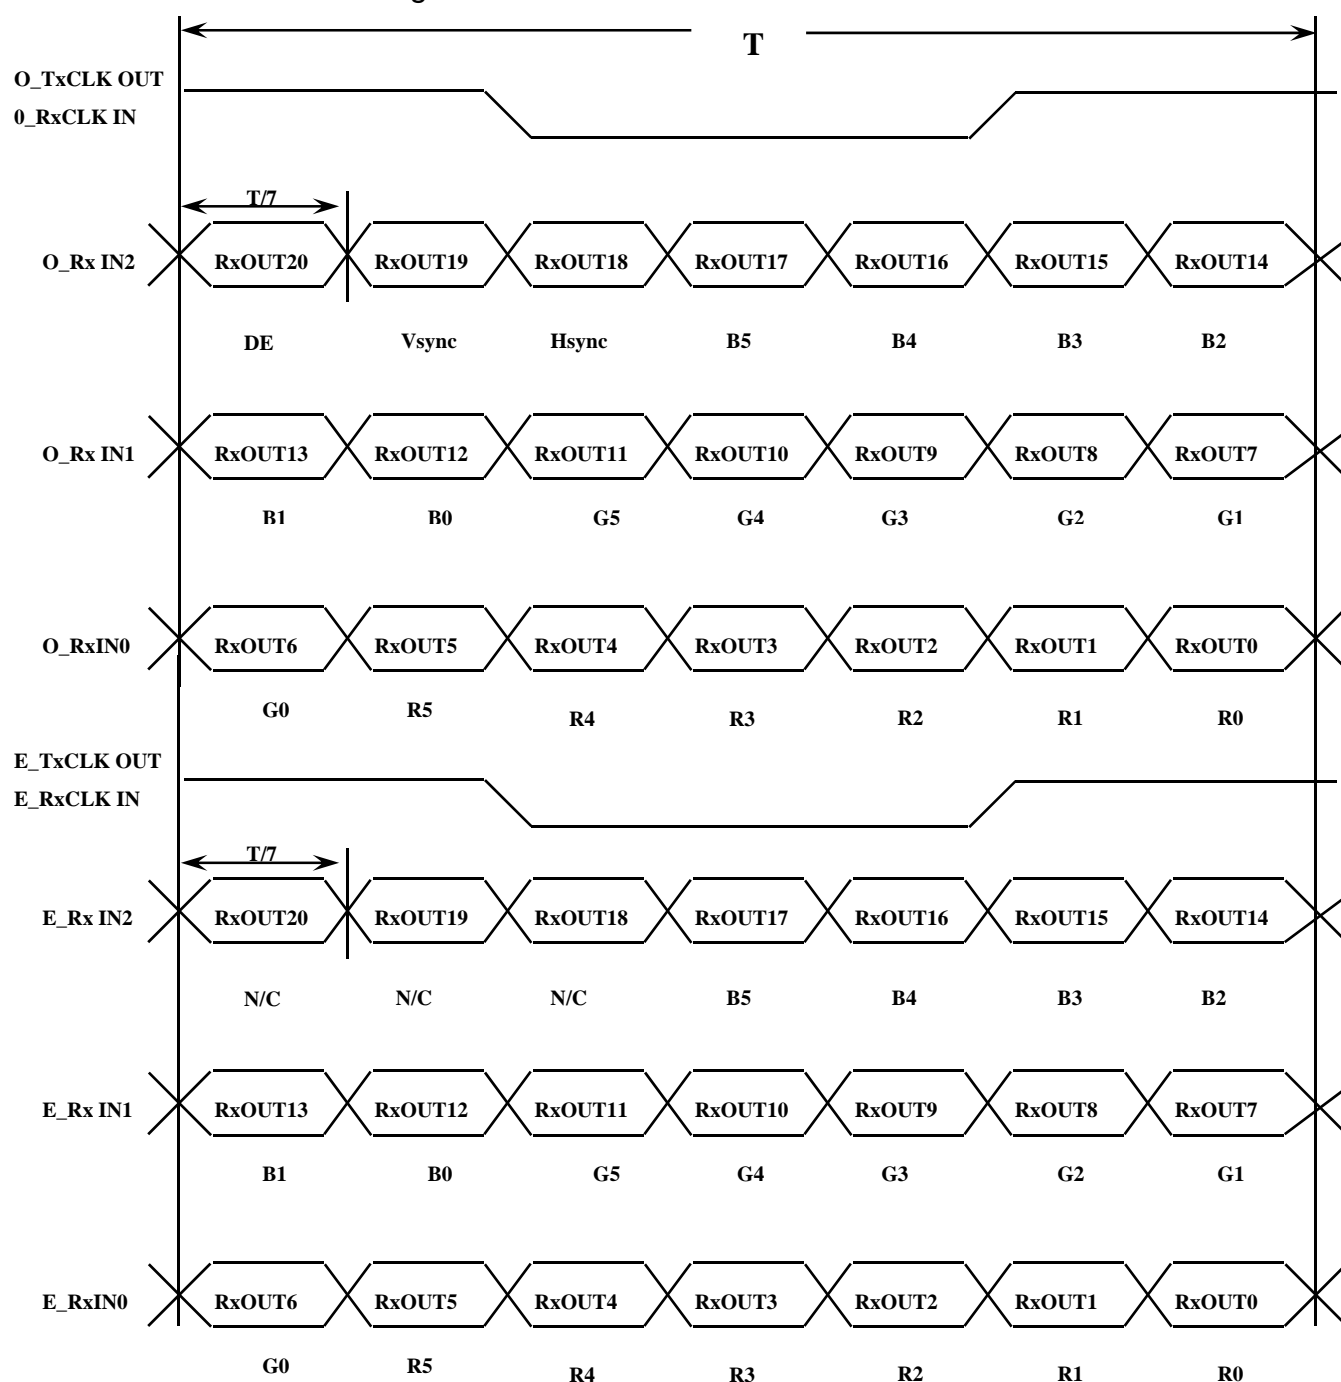 g
T
O_TxCLK OUT
0_RxCLK IN
T/7
O_Rx IN2 RxOUT20 RxOUT19 RxOUT18 RxOUT17 RxOUT16 RxOUT15 RxOUT14
DE Vsync Hsync B5 B4 B3 B2
O_Rx IN1 RxOUT13 RxOUT12 RxOUT11 RxOUT10 RxOUT9 RxOUT8 RxOUT7
B1 B0 G5 G4 G3 G2 G1
O_RxIN0 RxOUT6 RxOUT5 RxOUT4 RxOUT3 RxOUT2 RxOUT1 RxOUT0
G0 R5 R4 R3 R2 R1 R0
E_TxCLK OUT
E_RxCLK IN
T/7
E_Rx IN2 RxOUT20 RxOUT19 RxOUT18 RxOUT17 RxOUT16 RxOUT15 RxOUT14
N/C N/C N/C B5 B4 B3 B2
E_Rx IN1 RxOUT13 RxOUT12 RxOUT11 RxOUT10 RxOUT9 RxOUT8 RxOUT7
B1 B0 G5 G4 G3 G2 G1
E_RxIN0 RxOUT6 RxOUT5 RxOUT4 RxOUT3 RxOUT2 RxOUT1 RxOUT0
G0 R5 R4 R3 R2 R1 R0